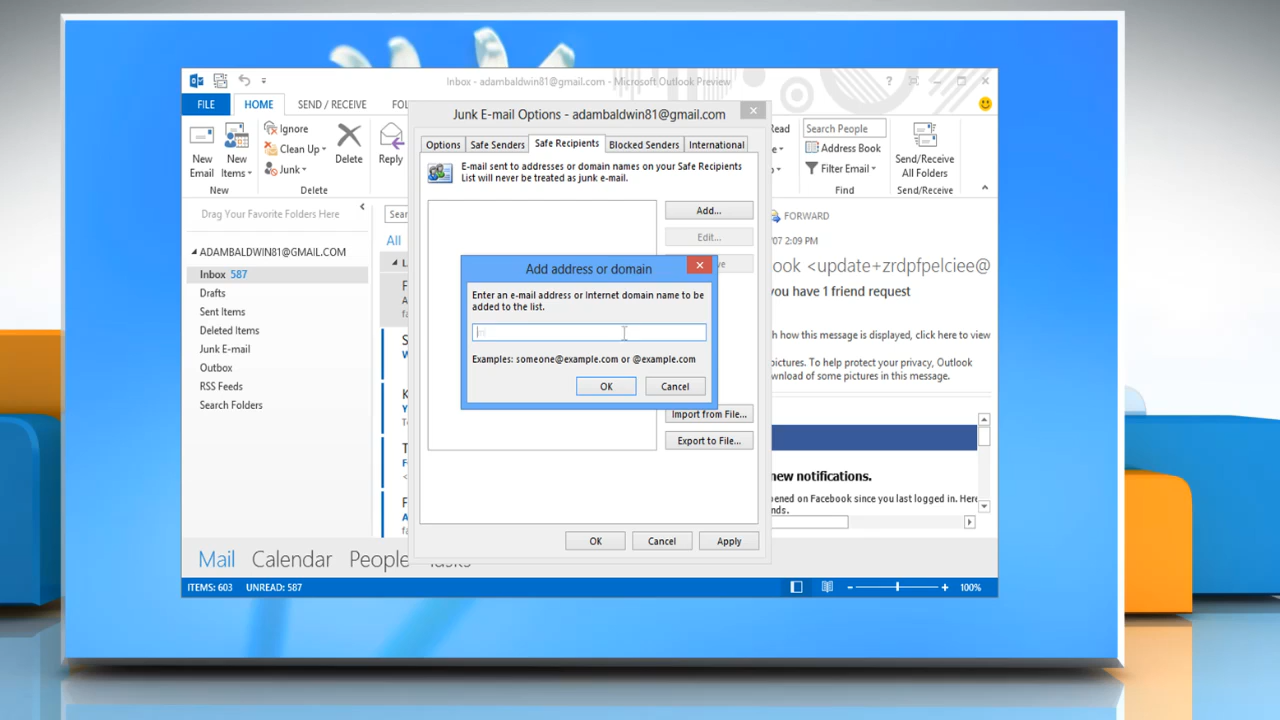 Inbox - adambaldwin81@gmail.com - Microsoft Outlook Preview
?
FILE
HOME
SEND / RECEIVE
FOL
Ignore
Clean Up
Junk
Delete
Reply
New Email
New Items
New
Delete
Read
Search People
Address Book
Filter Email
Find
Send/Receive All Folders
Send/Receive
Junk E-mail Options - adambaldwin81@gmail.com
Options
Safe Senders
Safe Recipients
Blocked Senders
International
E-mail sent to addresses or domain names on your Safe Recipients
List will never be treated as junk e-mail.
Add...
Edit...
Import from File...
Export to File...
OK
Cancel
Apply
Add address or domain
Enter an e-mail address or Internet domain name to be
added to the list.
Examples: someone@example.com or @example.com
OK
Cancel
Drag Your Favorite Folders Here
ADAMBALDWIN81@GMAIL.COM
Inbox 587
Drafts
Sent Items
Deleted Items
Junk E-mail
Outbox
RSS Feeds
Search Folders
Sear
All
FORWARD
/07 2:09 PM
ook <update+zrdpfpelciee@
you have 1 friend request
h how this message is displayed, click here to view
pictures. To help protect your privacy, Outlook
wnload of some pictures in this message.
new notifications.
pened on Facebook since you last logged in. Here
nds.
Mail
Calendar
People
Tasks
ITEMS: 603
UNREAD: 587
100%